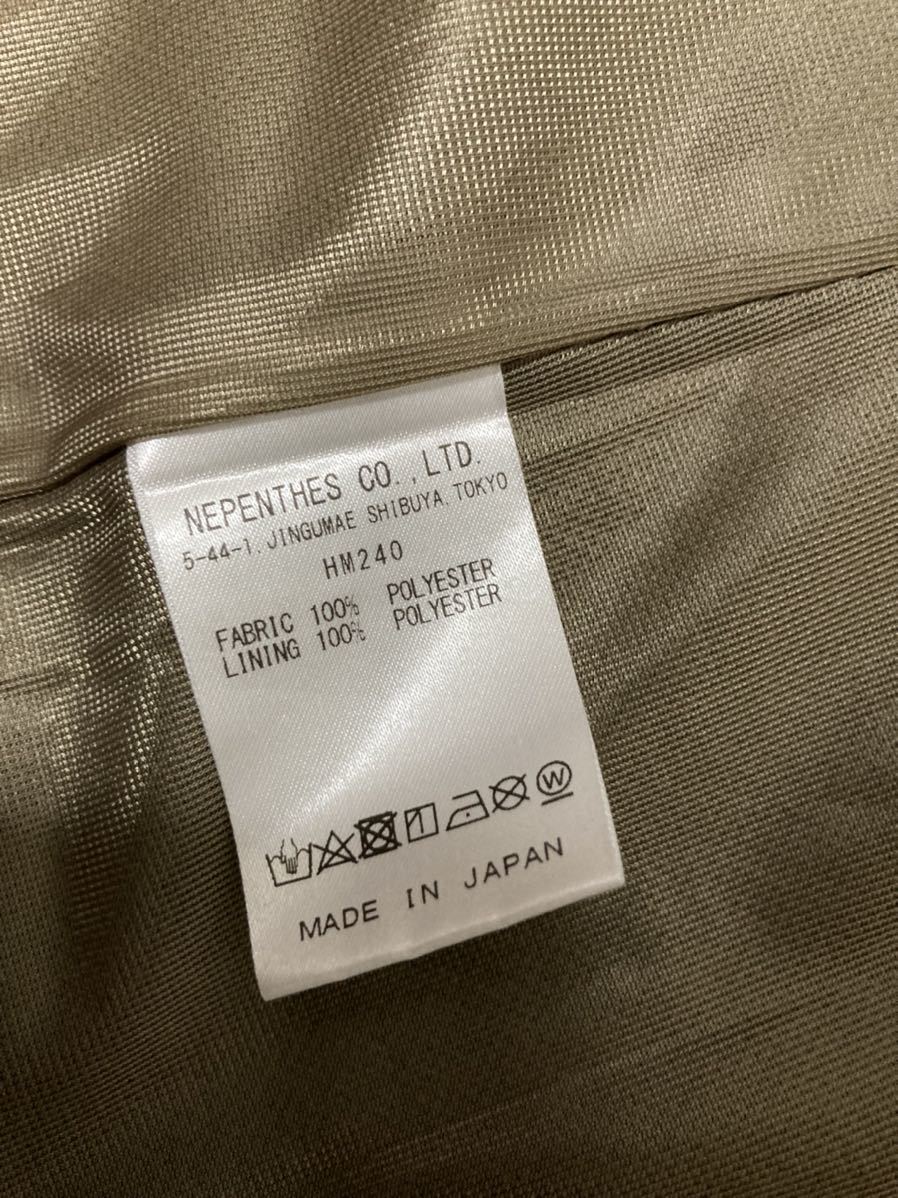 NEPENTHES CO.,LTD.
5-44-1,JINGUMAE SHIBUYA,TOKYO
HM240
FABRIC 100% POLYESTER
LINING 100% POLYESTER
W
MADE IN JAPAN